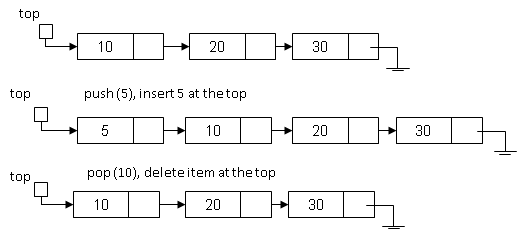 top
10 20 30
top push (5), insert 5 at the top
5 10 20 30
top pop (10), delete item at the top
10 20 30